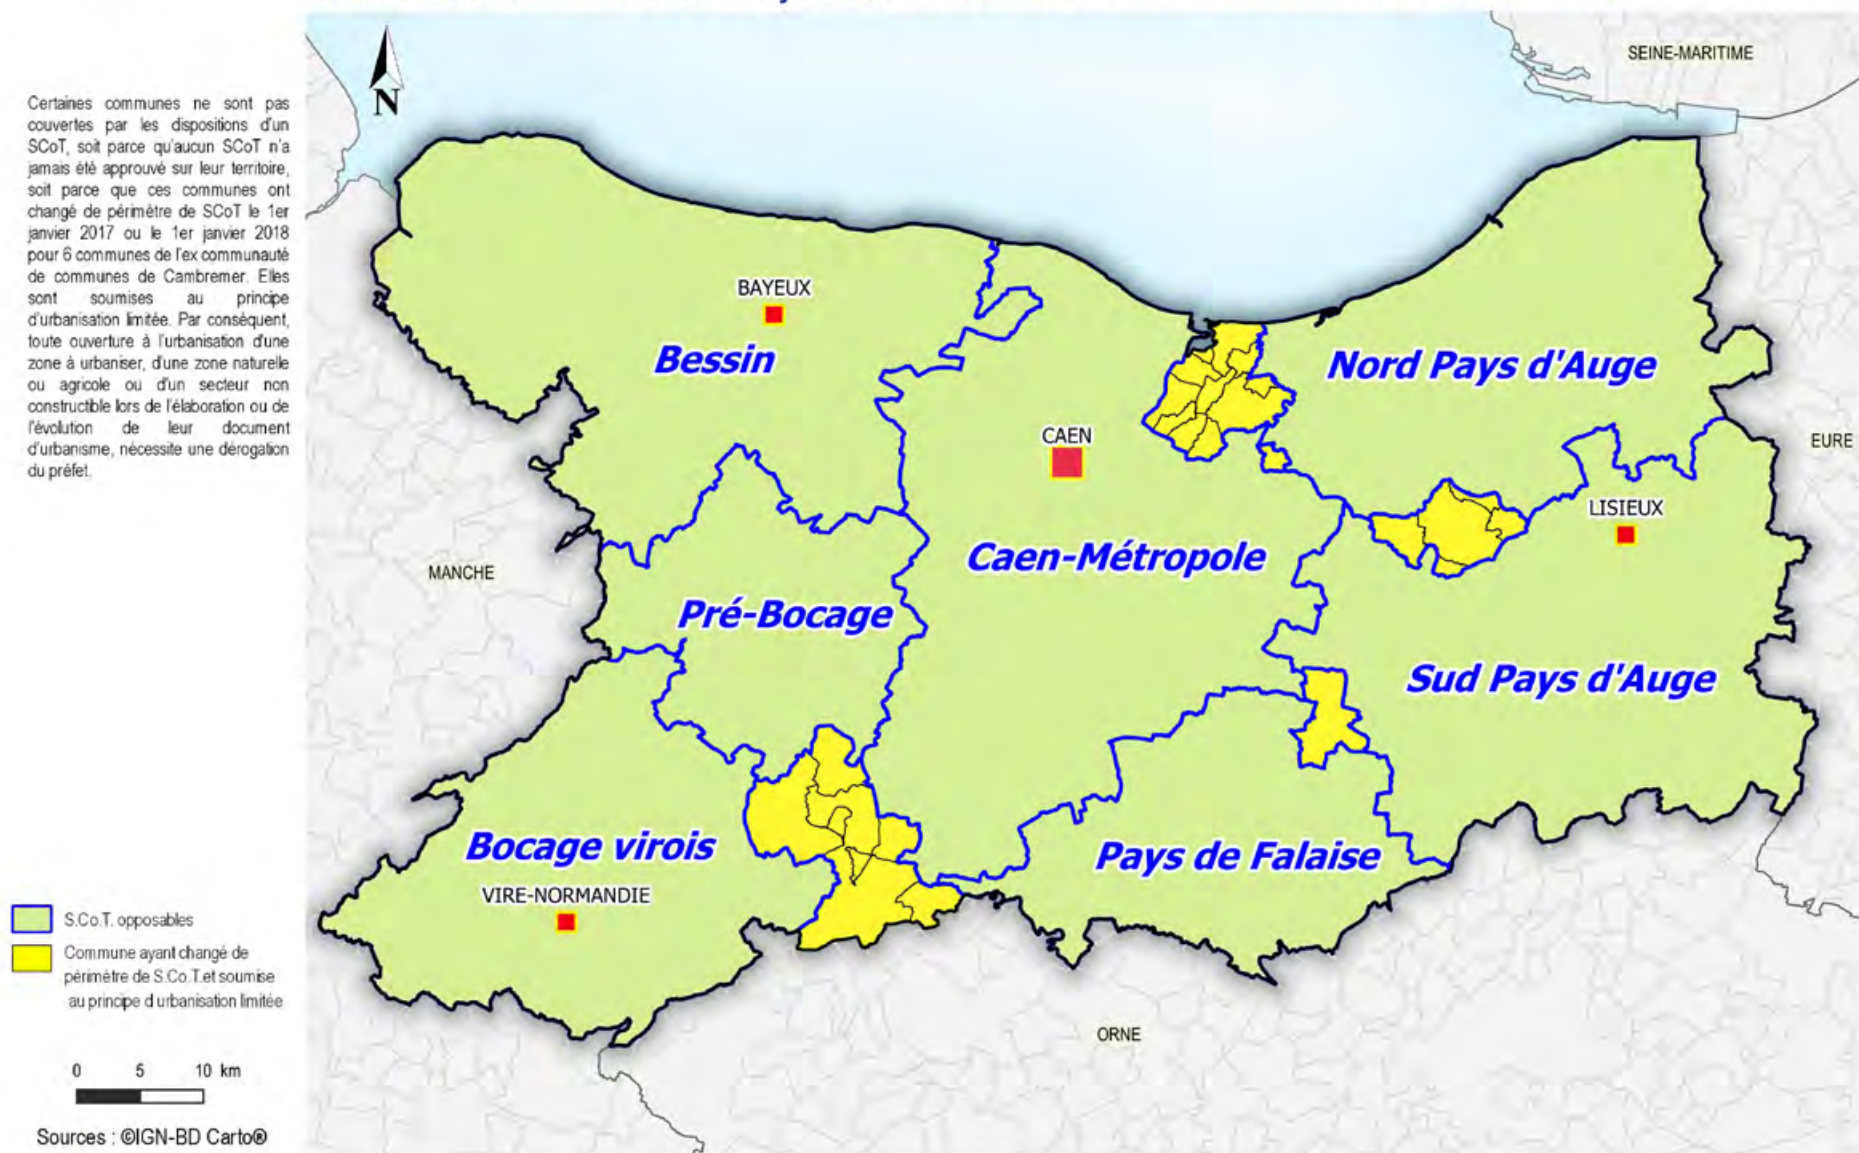 Certaines communes ne sont pas
couvertes par les dispositions d'un
SCoT, soit parce qu'aucun SCoT n'a
jamais été approuvé sur leur territoire,
soit parce que ces communes ont
changé de périmètre de SCoT le 1er
janvier 2017 ou le 1er janvier 2018
pour 6 communes de l'ex communauté
de communes de Cambremer. Elles
sont soumises au principe
d'urbanisation limitée. Par conséquent,
toute ouverture à l'urbanisation d'une
zone à urbaniser, d'une zone naturelle
ou agricole ou d'un secteur non
constructible lors de l'élaboration ou de
l'évolution de leur document
d'urbanisme, nécessite une dérogation
du préfet.
N
SEINE-MARITIME
BAYEUX
Bessin
Nord Pays d'Auge
CAEN
EURE
LISIEUX
Caen-Métropole
MANCHE
Pré-Bocage
Sud Pays d'Auge
Bocage virois
Pays de Falaise
VIRE-NORMANDIE
ORNE
S.Co.T. opposables
Commune ayant changé de
périmètre de S.Co.T.et soumise
au principe d urbanisation limitée
0 5 10 km
Sources : ©IGN-BD Carto®